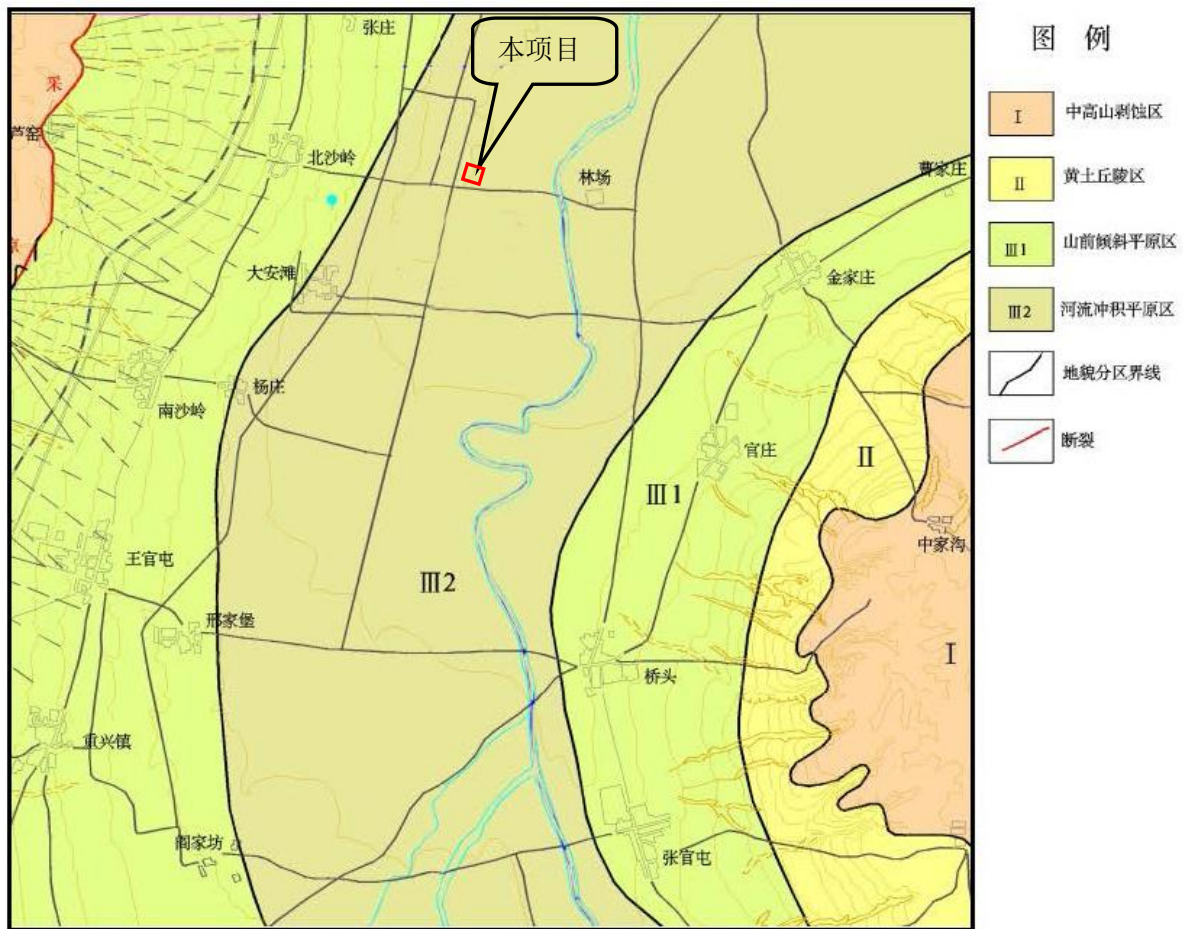 张庄
本项目
采
芦窑
北沙岭
林场
曹家庄
大安滩
金家庄
南沙岭
杨庄
官庄
II
III1
中家沟
王官屯
III2
邢家堡
I
桥头
重兴镇
阎家坊
张官屯
图 例
I
中高山剥蚀区
II
黄土丘陵区
III1
山前倾斜平原区
III2
河流冲积平原区
地貌分区界线
断裂